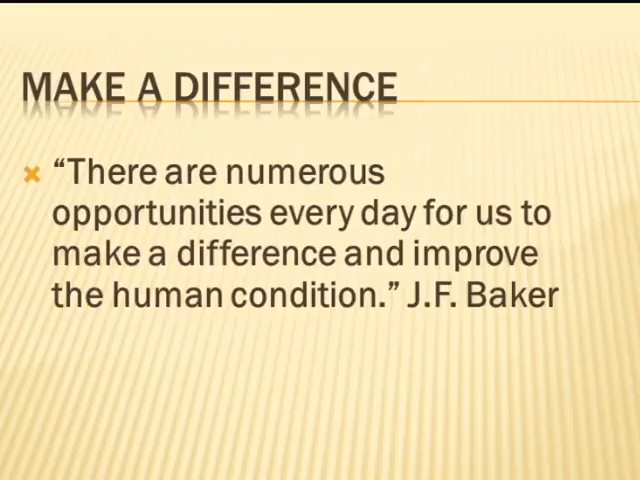 MAKE A DIFFERENCE
“There are numerous
opportunities every day for us to
make a difference and improve
the human condition.” J.F. Baker